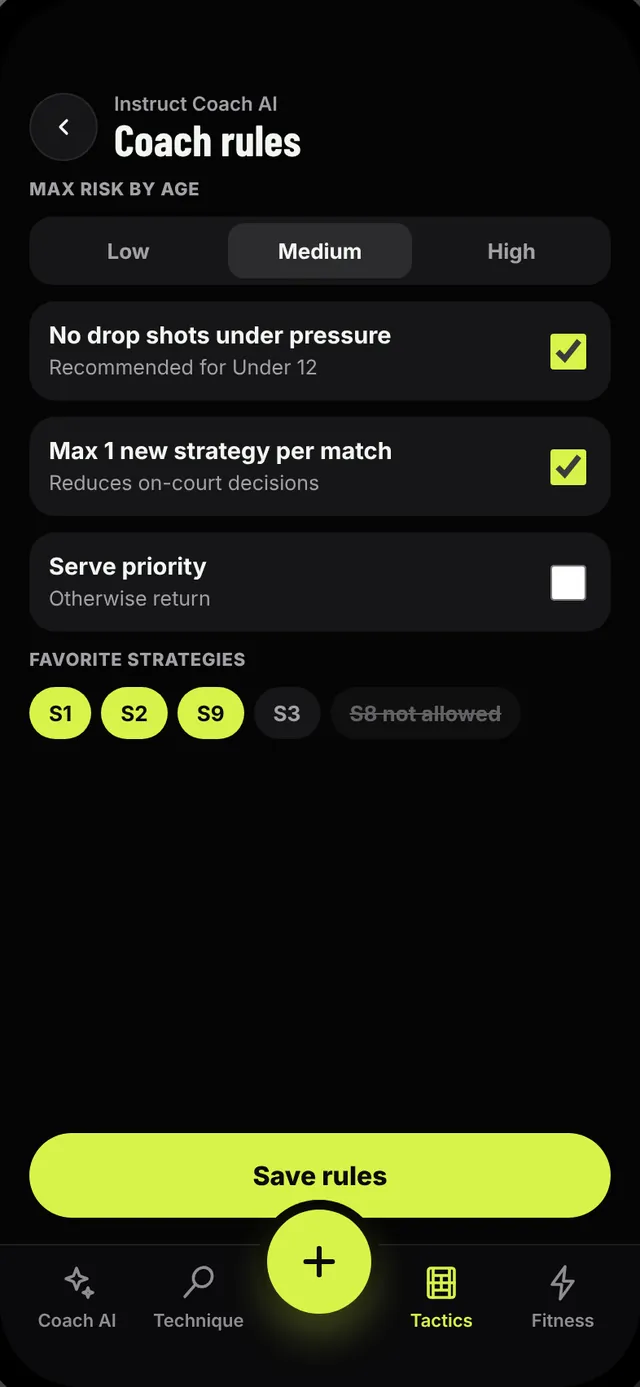 Instruct Coach AI
Coach rules
MAX RISK BY AGE
Low Medium High
No drop shots under pressure
Recommended for Under 12
Max 1 new strategy per match
Reduces on-court decisions
Serve priority
Otherwise return
FAVORITE STRATEGIES
S1 S2 S9 S3 S8 not allowed
Save rules
Coach AI Technique Tactics Fitness